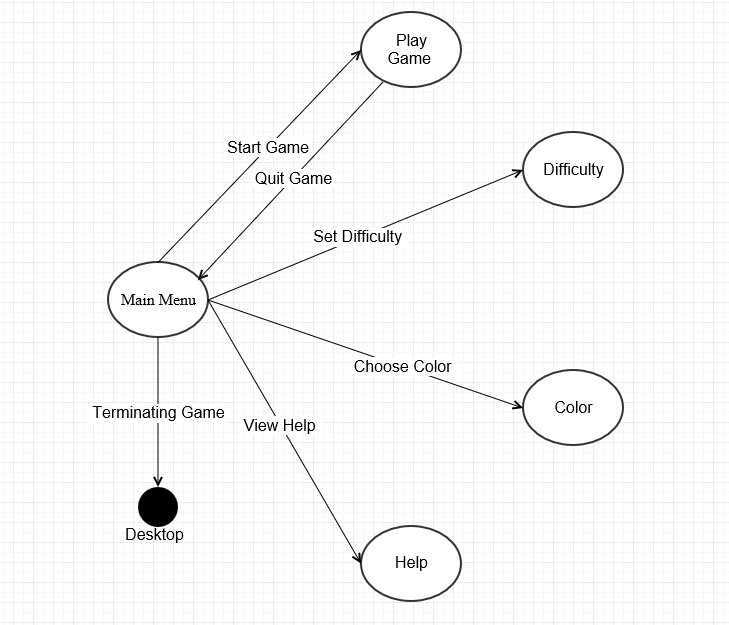 Play
Game
Start Game
Difficulty
Quit Game
Set Difficulty
Main Menu
Choose Color
Color
Terminating Game
View Help
Desktop
Help